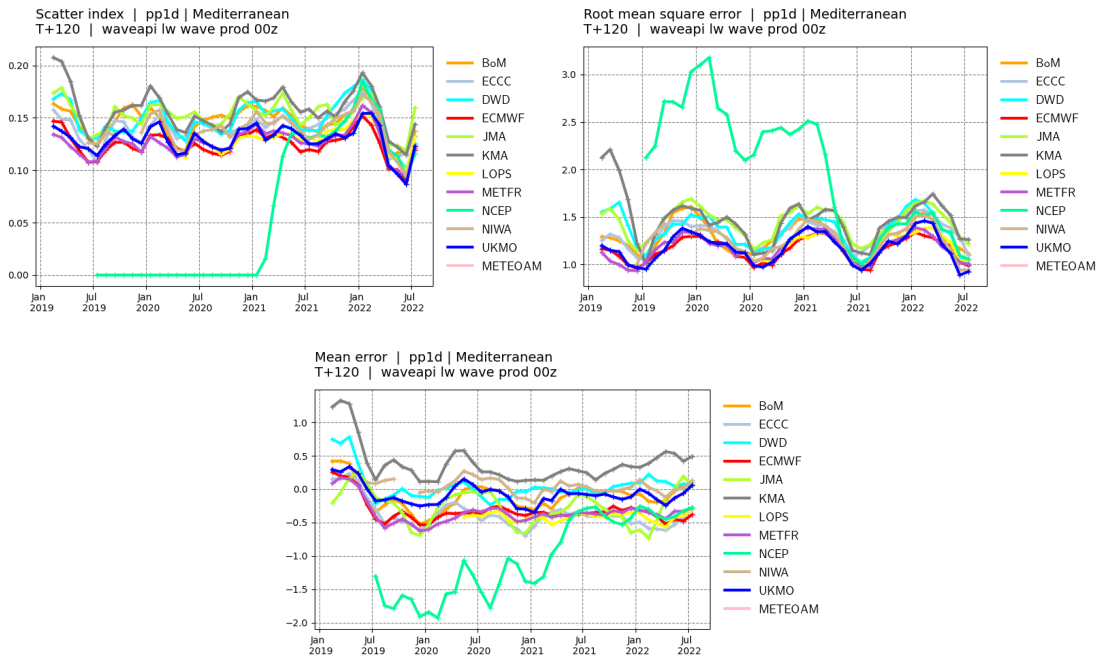 Scatter index | pp1d | Mediterranean
T+120 | waveapi lw wave prod 00z
0.20
0.15
0.10
0.05
0.00
Jan 2019
Jul 2019
Jan 2020
Jul 2020
Jan 2021
Jul 2021
Jan 2022
Jul 2022
BoM
ECCC
DWD
ECMWF
JMA
KMA
LOPS
METFR
NCEP
NIWA
UKMO
METEOAM
Root mean square error | pp1d | Mediterranean
T+120 | waveapi lw wave prod 00z
3.0
2.5
2.0
1.5
1.0
Jan 2019
Jul 2019
Jan 2020
Jul 2020
Jan 2021
Jul 2021
Jan 2022
Jul 2022
BoM
ECCC
DWD
ECMWF
JMA
KMA
LOPS
METFR
NCEP
NIWA
UKMO
METEOAM
Mean error | pp1d | Mediterranean
T+120 | waveapi lw wave prod 00z
1.0
0.5
0.0
−0.5
−1.0
−1.5
−2.0
Jan 2019
Jul 2019
Jan 2020
Jul 2020
Jan 2021
Jul 2021
Jan 2022
Jul 2022
BoM
ECCC
DWD
ECMWF
JMA
KMA
LOPS
METFR
NCEP
NIWA
UKMO
METEOAM